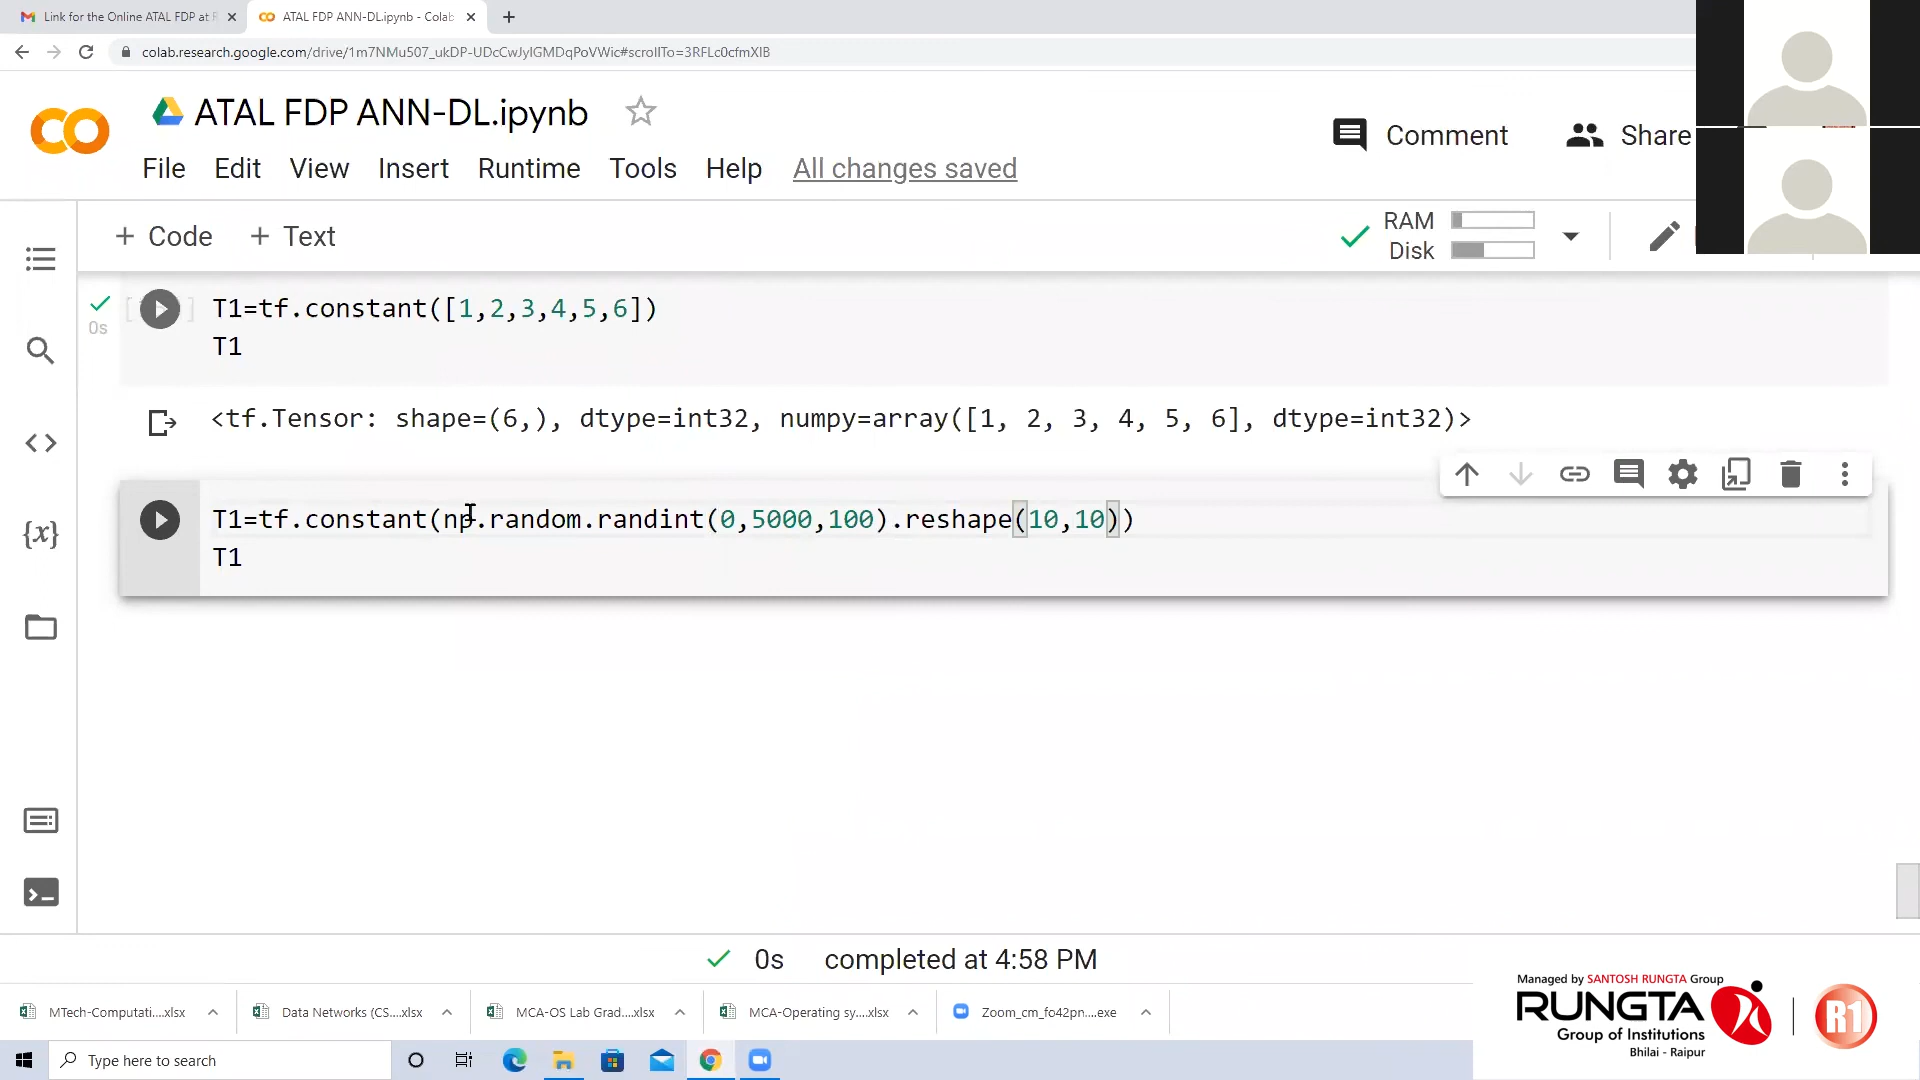 Link for the Online ATAL FDP at R
ATAL FDP ANN-DL.ipynb - Colab
colab.research.google.com/drive/1m7NMu507_ukDP-UDcCwJyIGMDqPoVWic#scrollTo=3RFLc0cfmXIB
ATAL FDP ANN-DL.ipynb
Comment
Share
File Edit View Insert Runtime Tools Help All changes saved
+ Code + Text
RAM
Disk
T1=tf.constant([1,2,3,4,5,6])
0s
T1
<tf.Tensor: shape=(6,), dtype=int32, numpy=array([1, 2, 3, 4, 5, 6], dtype=int32)>
{x}
T1=tf.constant(np.random.randint(0,5000,100).reshape(10,10))
T1
0s completed at 4:58 PM
Managed by SANTOSH RUNGTA Group
RUNGTA
Group of Institutions
Bhilai - Raipur
R1
MTech-Computati....xlsx
Data Networks (CS....xlsx
MCA-OS Lab Grad....xlsx
MCA-Operating sy....xlsx
Zoom_cm_fo42pn....exe
Type here to search